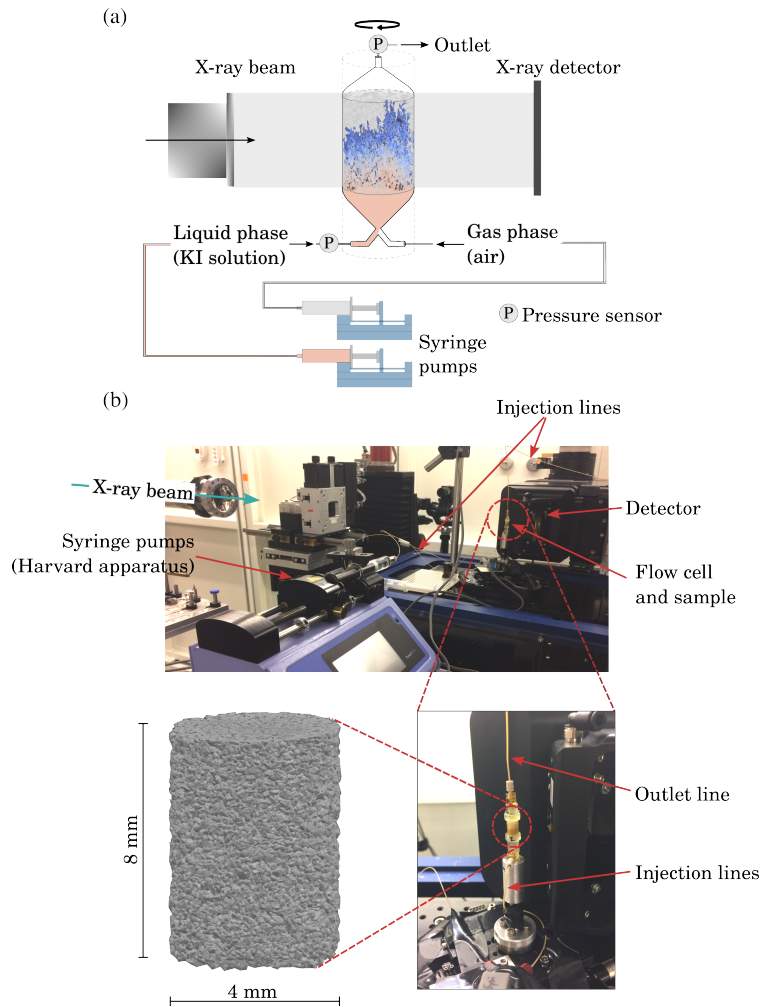 (a)
P
Outlet
X-ray beam
X-ray detector
Liquid phase
(KI solution)
P
Gas phase
(air)
P Pressure sensor
Syringe
pumps
(b)
Injection lines
X-ray beam
Detector
Syringe pumps
(Harvard apparatus)
Flow cell
and sample
8 mm
4 mm
Outlet line
Injection lines